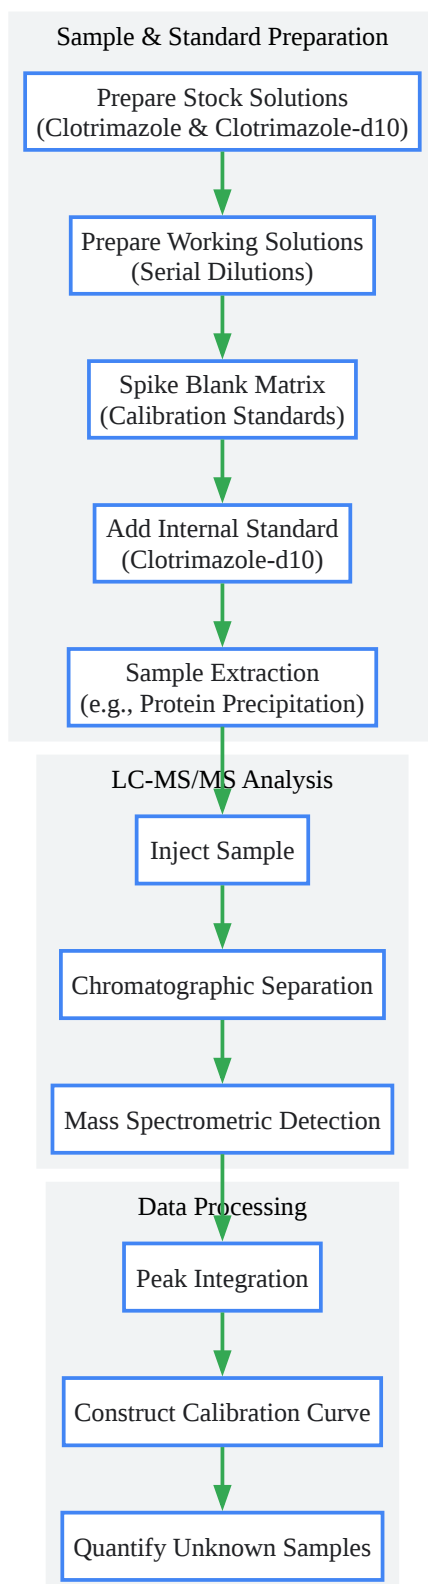 Sample & Standard Preparation
Prepare Stock Solutions
(Clotrimazole & Clotrimazole-d10)
Prepare Working Solutions
(Serial Dilutions)
Spike Blank Matrix
(Calibration Standards)
Add Internal Standard
(Clotrimazole-d10)
Sample Extraction
(e.g., Protein Precipitation)
LC-MS/MS Analysis
Inject Sample
Chromatographic Separation
Mass Spectrometric Detection
Data Processing
Peak Integration
Construct Calibration Curve
Quantify Unknown Samples